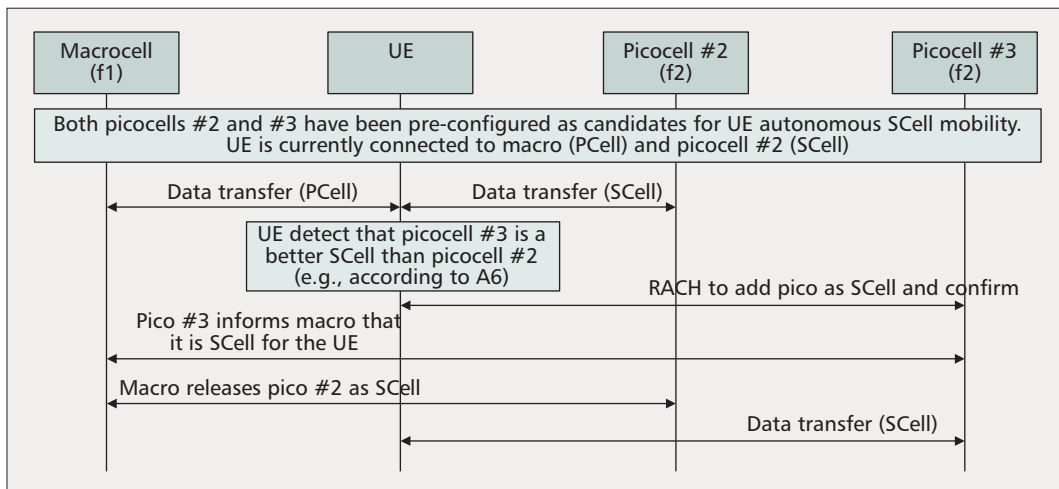 Macrocell
(f1)
UE
Picocell #2
(f2)
Picocell #3
(f2)
Both picocells #2 and #3 have been pre-configured as candidates for UE autonomous SCell mobility.
UE is currently connected to macro (PCell) and picocell #2 (SCell)
Data transfer (PCell)
Data transfer (SCell)
UE detect that picocell #3 is a
better SCell than picocell #2
(e.g., according to A6)
RACH to add pico as SCell and confirm
Pico #3 informs macro that
it is SCell for the UE
Macro releases pico #2 as SCell
Data transfer (SCell)